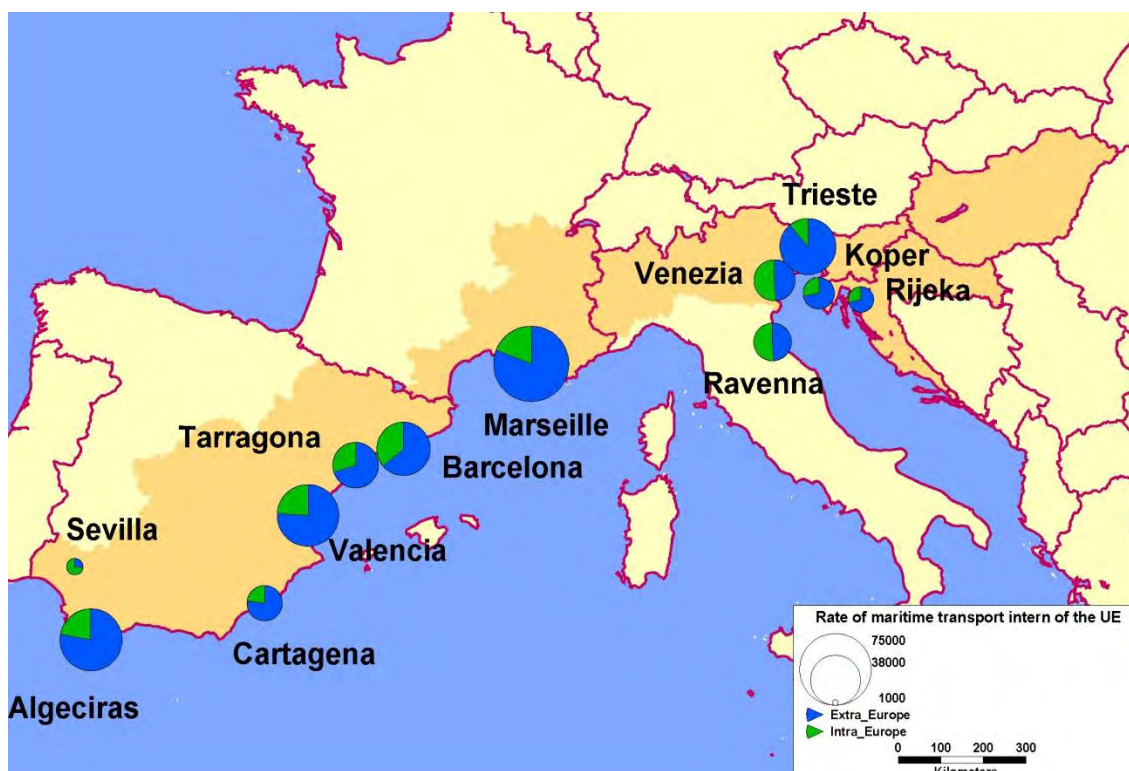 Trieste
Koper
Venezia
Rijeka
Ravenna
Marseille
Tarragona
Barcelona
Sevilla
Valencia
Cartagena
Algeciras
Rate of maritime transport intern of the UE
75000
38000
1000
Extra_Europe
Intra_Europe
0 100 200 300
Kilometers